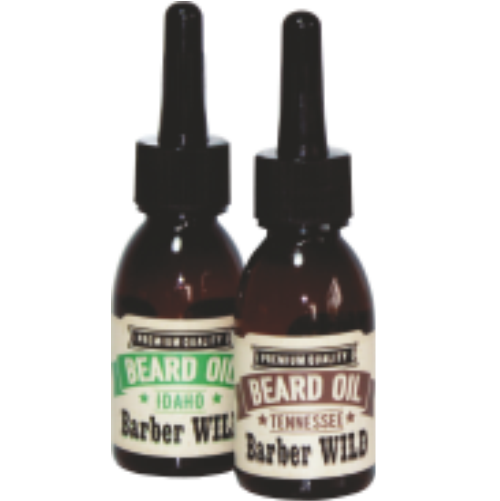 PREMIUM QUALITY
BEARD OIL
IDAHO
Barber WILD
PREMIUM QUALITY
BEARD OIL
TENNESSEE
Barber WILD